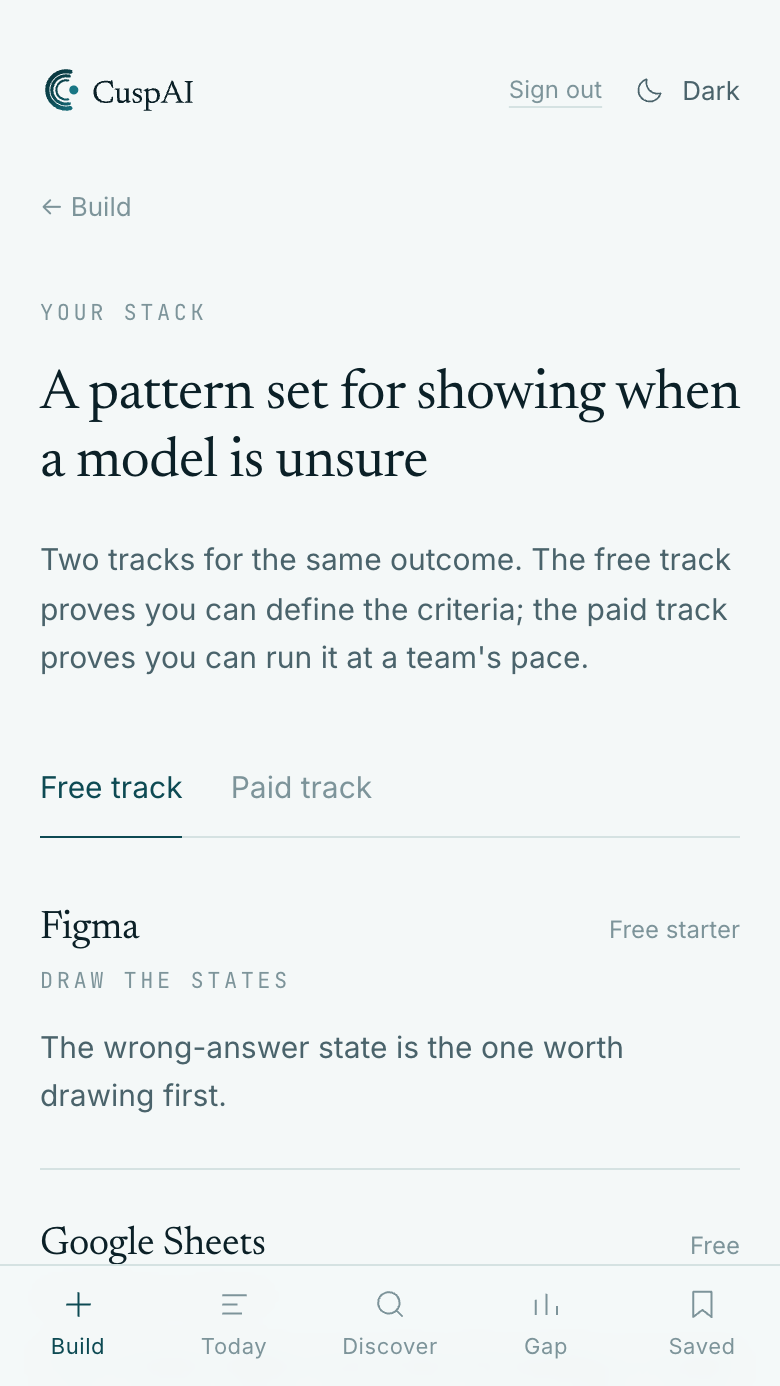 CuspAI
Sign out
Dark
← Build
YOUR STACK
A pattern set for showing when
a model is unsure
Two tracks for the same outcome. The free track
proves you can define the criteria; the paid track
proves you can run it at a team's pace.
Free track
Paid track
Figma
Free starter
DRAW THE STATES
The wrong-answer state is the one worth
drawing first.
Google Sheets
Free
Build
Today
Discover
Gap
Saved